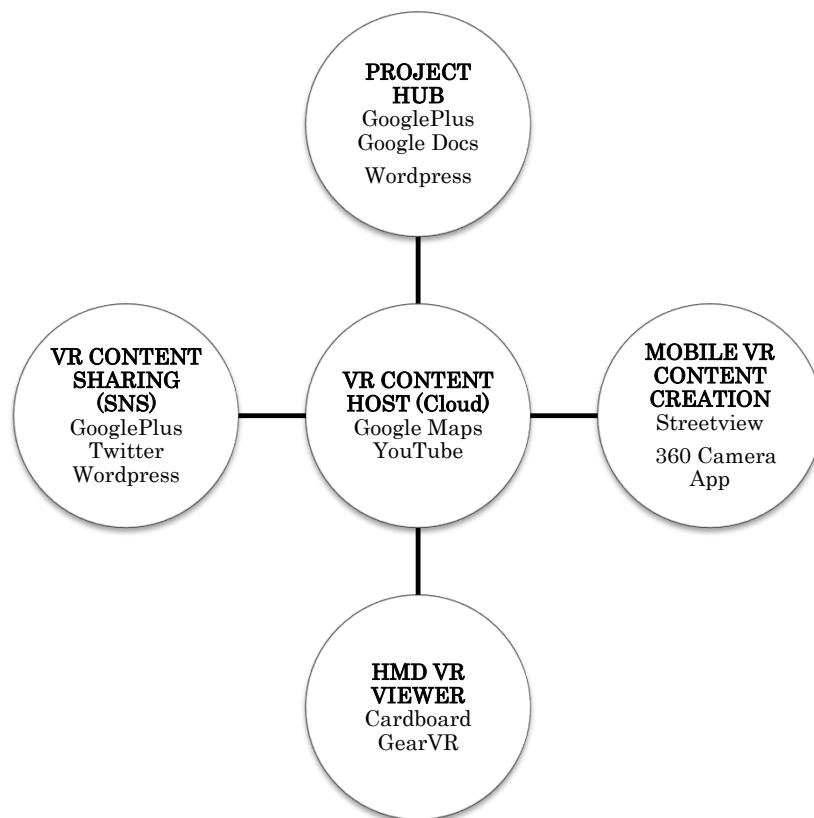 PROJECT
HUB
GooglePlus
Google Docs
Wordpress
VR CONTENT
SHARING
(SNS)
GooglePlus
Twitter
Wordpress
VR CONTENT
HOST (Cloud)
Google Maps
YouTube
MOBILE VR
CONTENT
CREATION
Streetview
360 Camera
App
HMD VR
VIEWER
Cardboard
GearVR